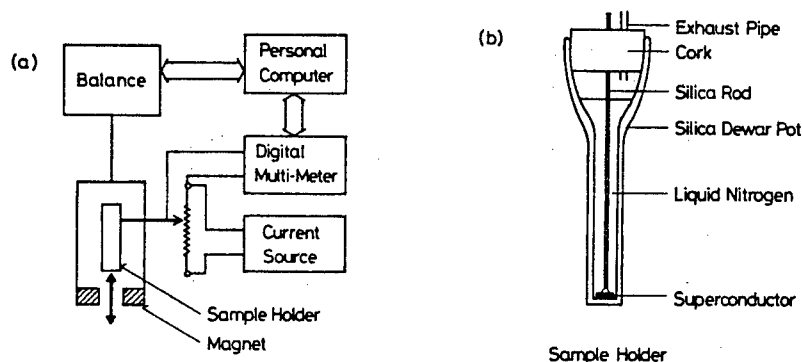 (a)
Balance
Personal
Computer
Digital
Multi-Meter
Current
Source
Sample Holder
Magnet
(b)
Exhaust Pipe
Cork
Silica Rod
Silica Dewar Pot
Liquid Nitrogen
Superconductor
Sample Holder